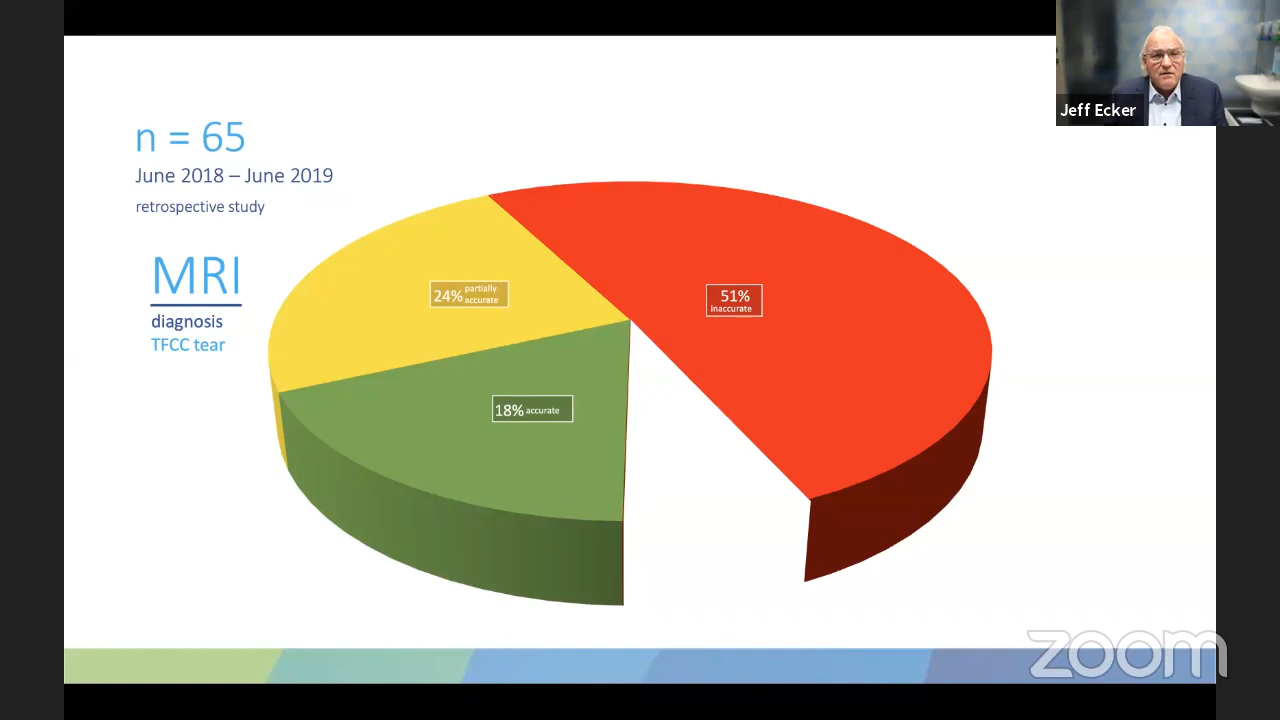 Jeff Ecker
n = 65
June 2018 – June 2019
retrospective study
MRI
diagnosis
TFCC tear
24% partially
accurate
51%
inaccurate
18% accurate
zoom